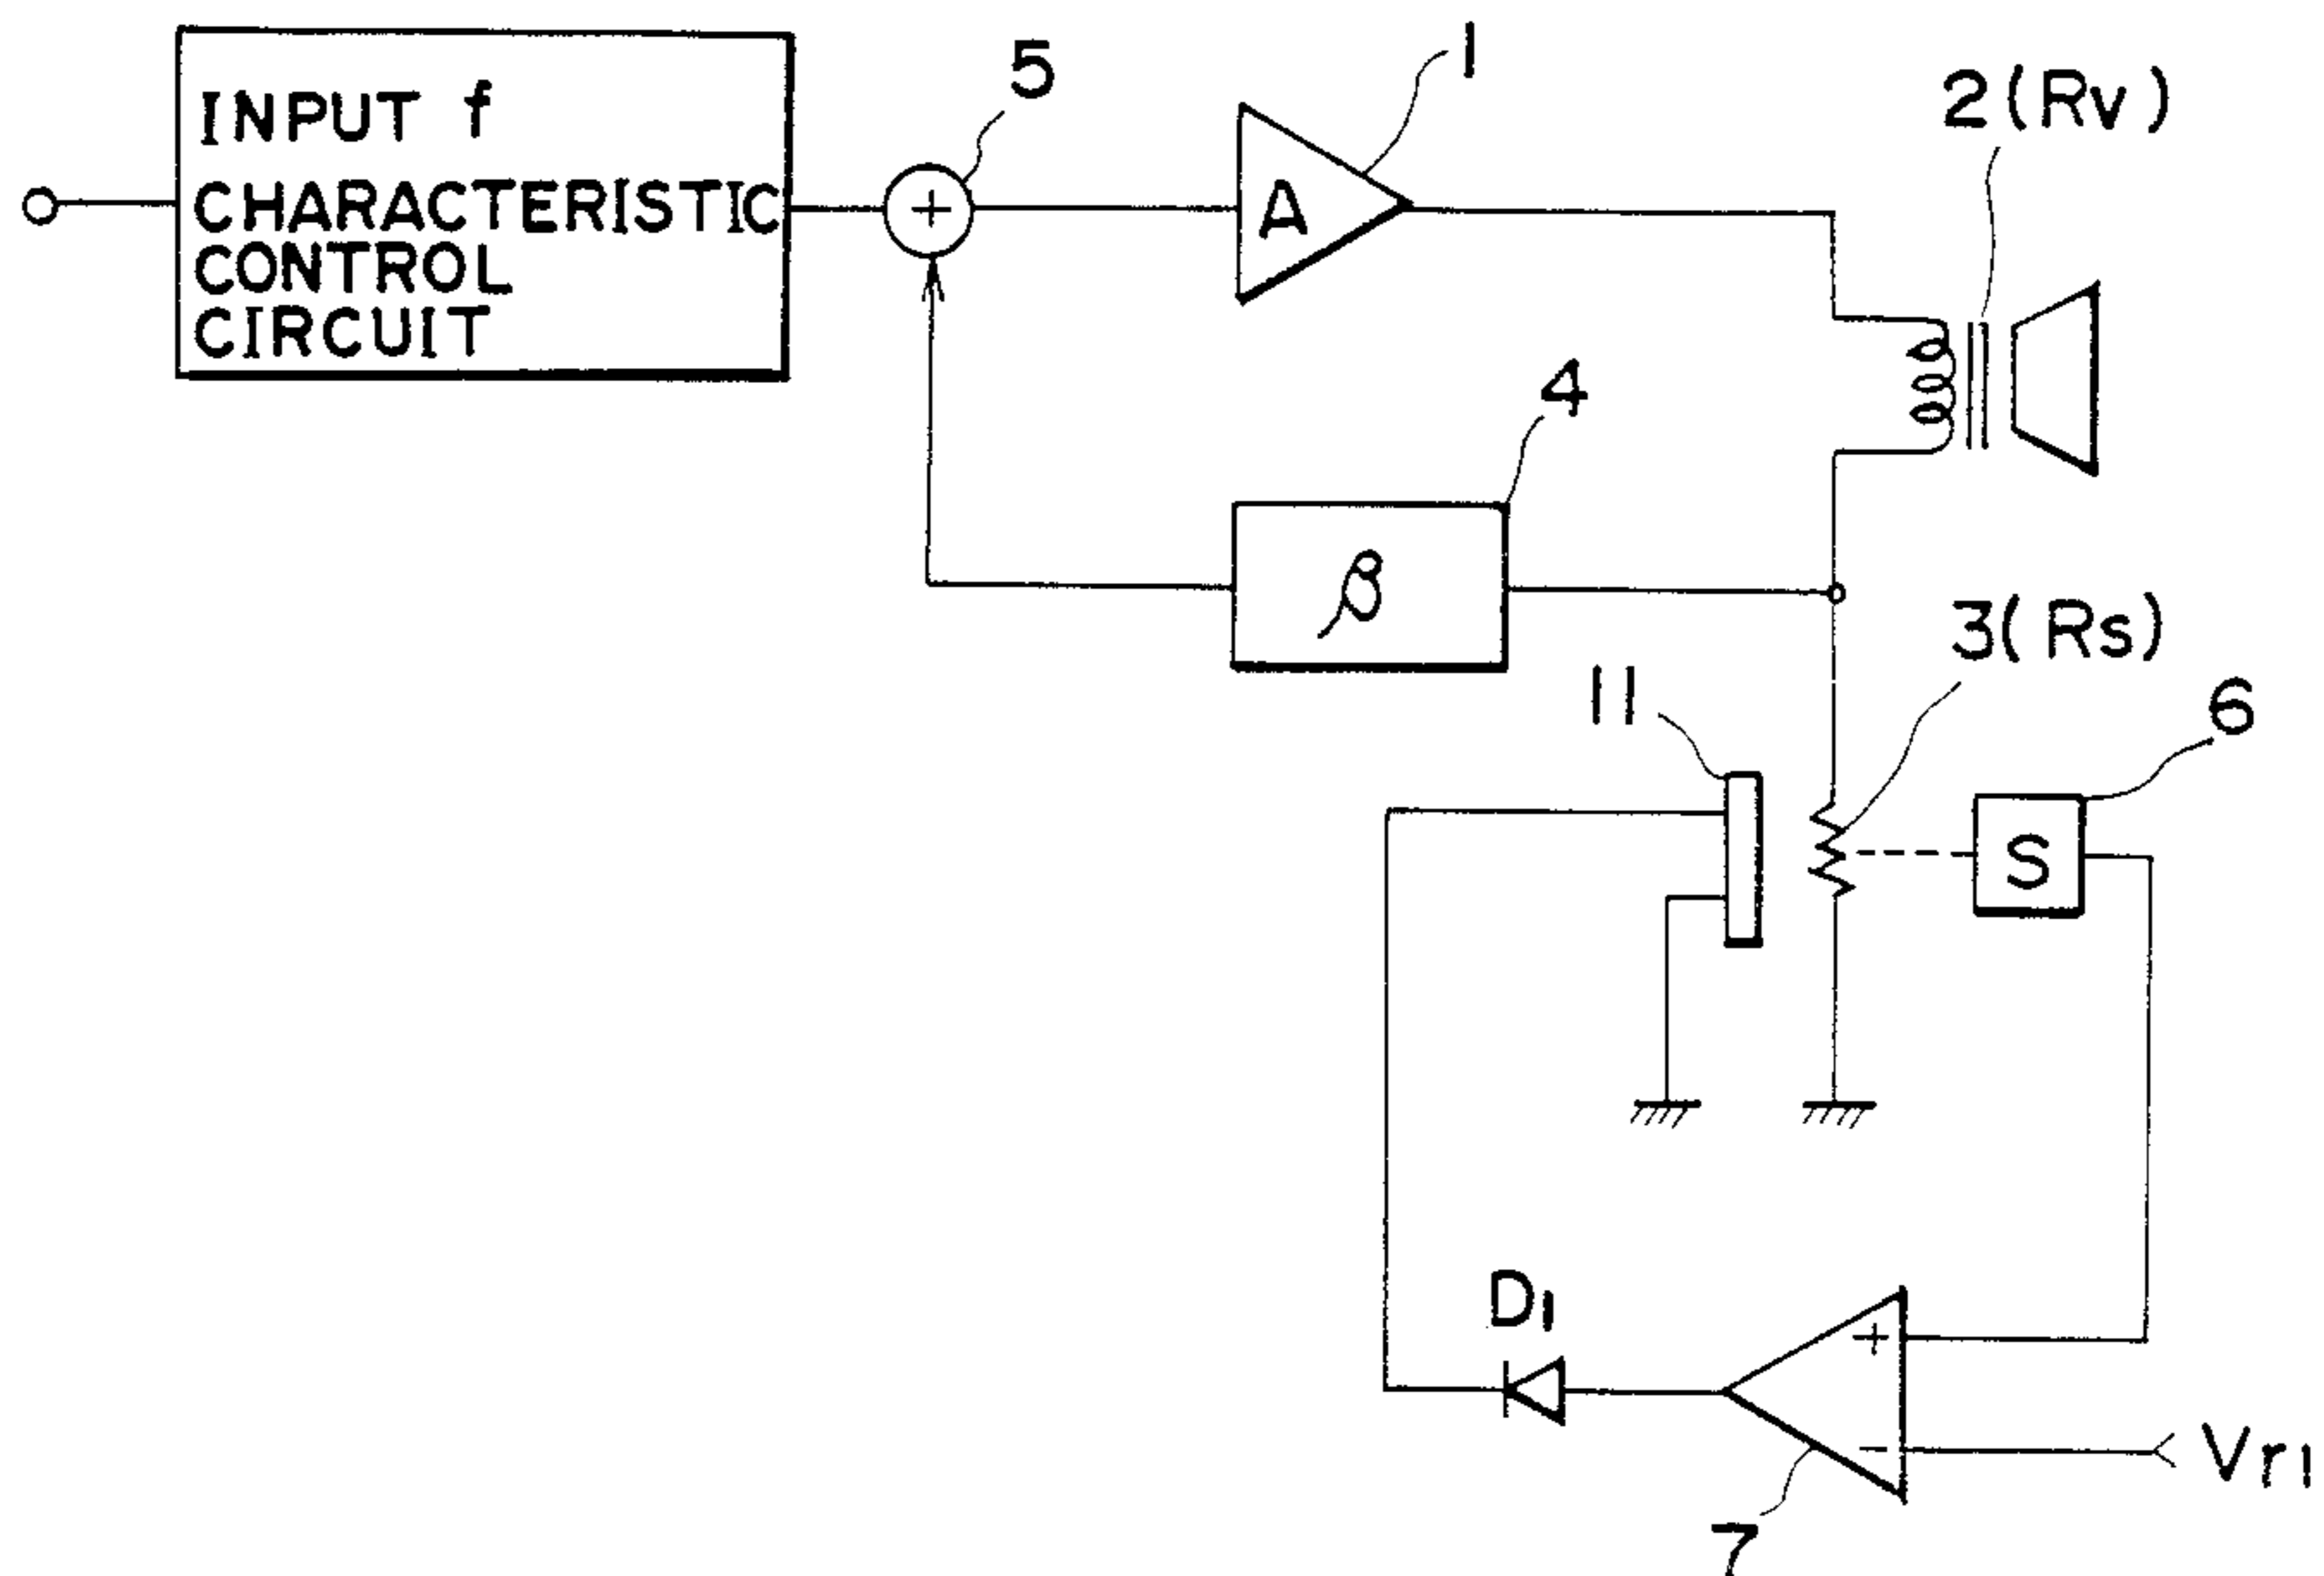 INPUT f
CHARACTERISTIC
CONTROL
CIRCUIT
5
+
A
1
2(Rv)
4
β
3(Rs)
11
6
S
D1
+
−
Vr1
7